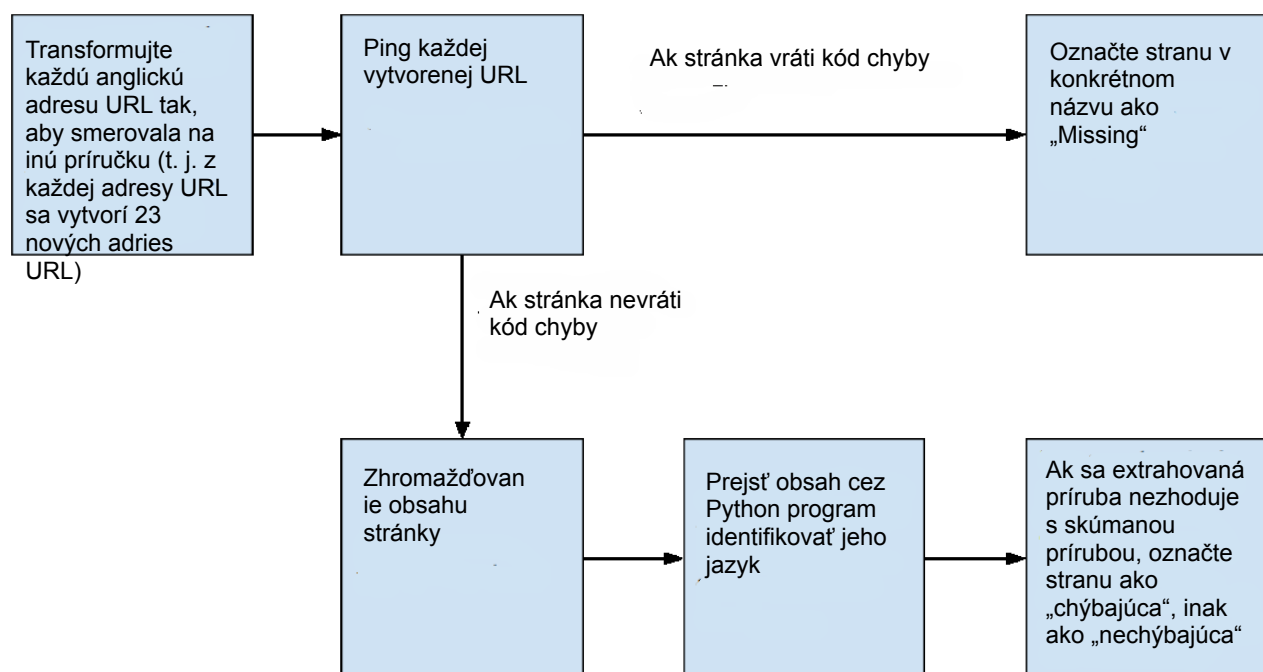 Transformujte
každú anglickú
adresu URL tak,
aby smerovala na
inú príručku (t. j. z
každej adresy URL
sa vytvorí 23
nových adries
URL)
Ping každej
vytvorenej URL
Ak stránka vráti kód chyby
Označte stranu v
konkrétnom
názvu ako
„Missing“
Ak stránka nevráti
kód chyby
Zhromažďovan
ie obsahu
stránky
Prejsť obsah cez
Python program
identifikovať jeho
jazyk
Ak sa extrahovaná
príruba nezhoduje
s skúmanou
prírubou, označte
stranu ako
„chýbajúca“, inak
ako „nechýbajúca“